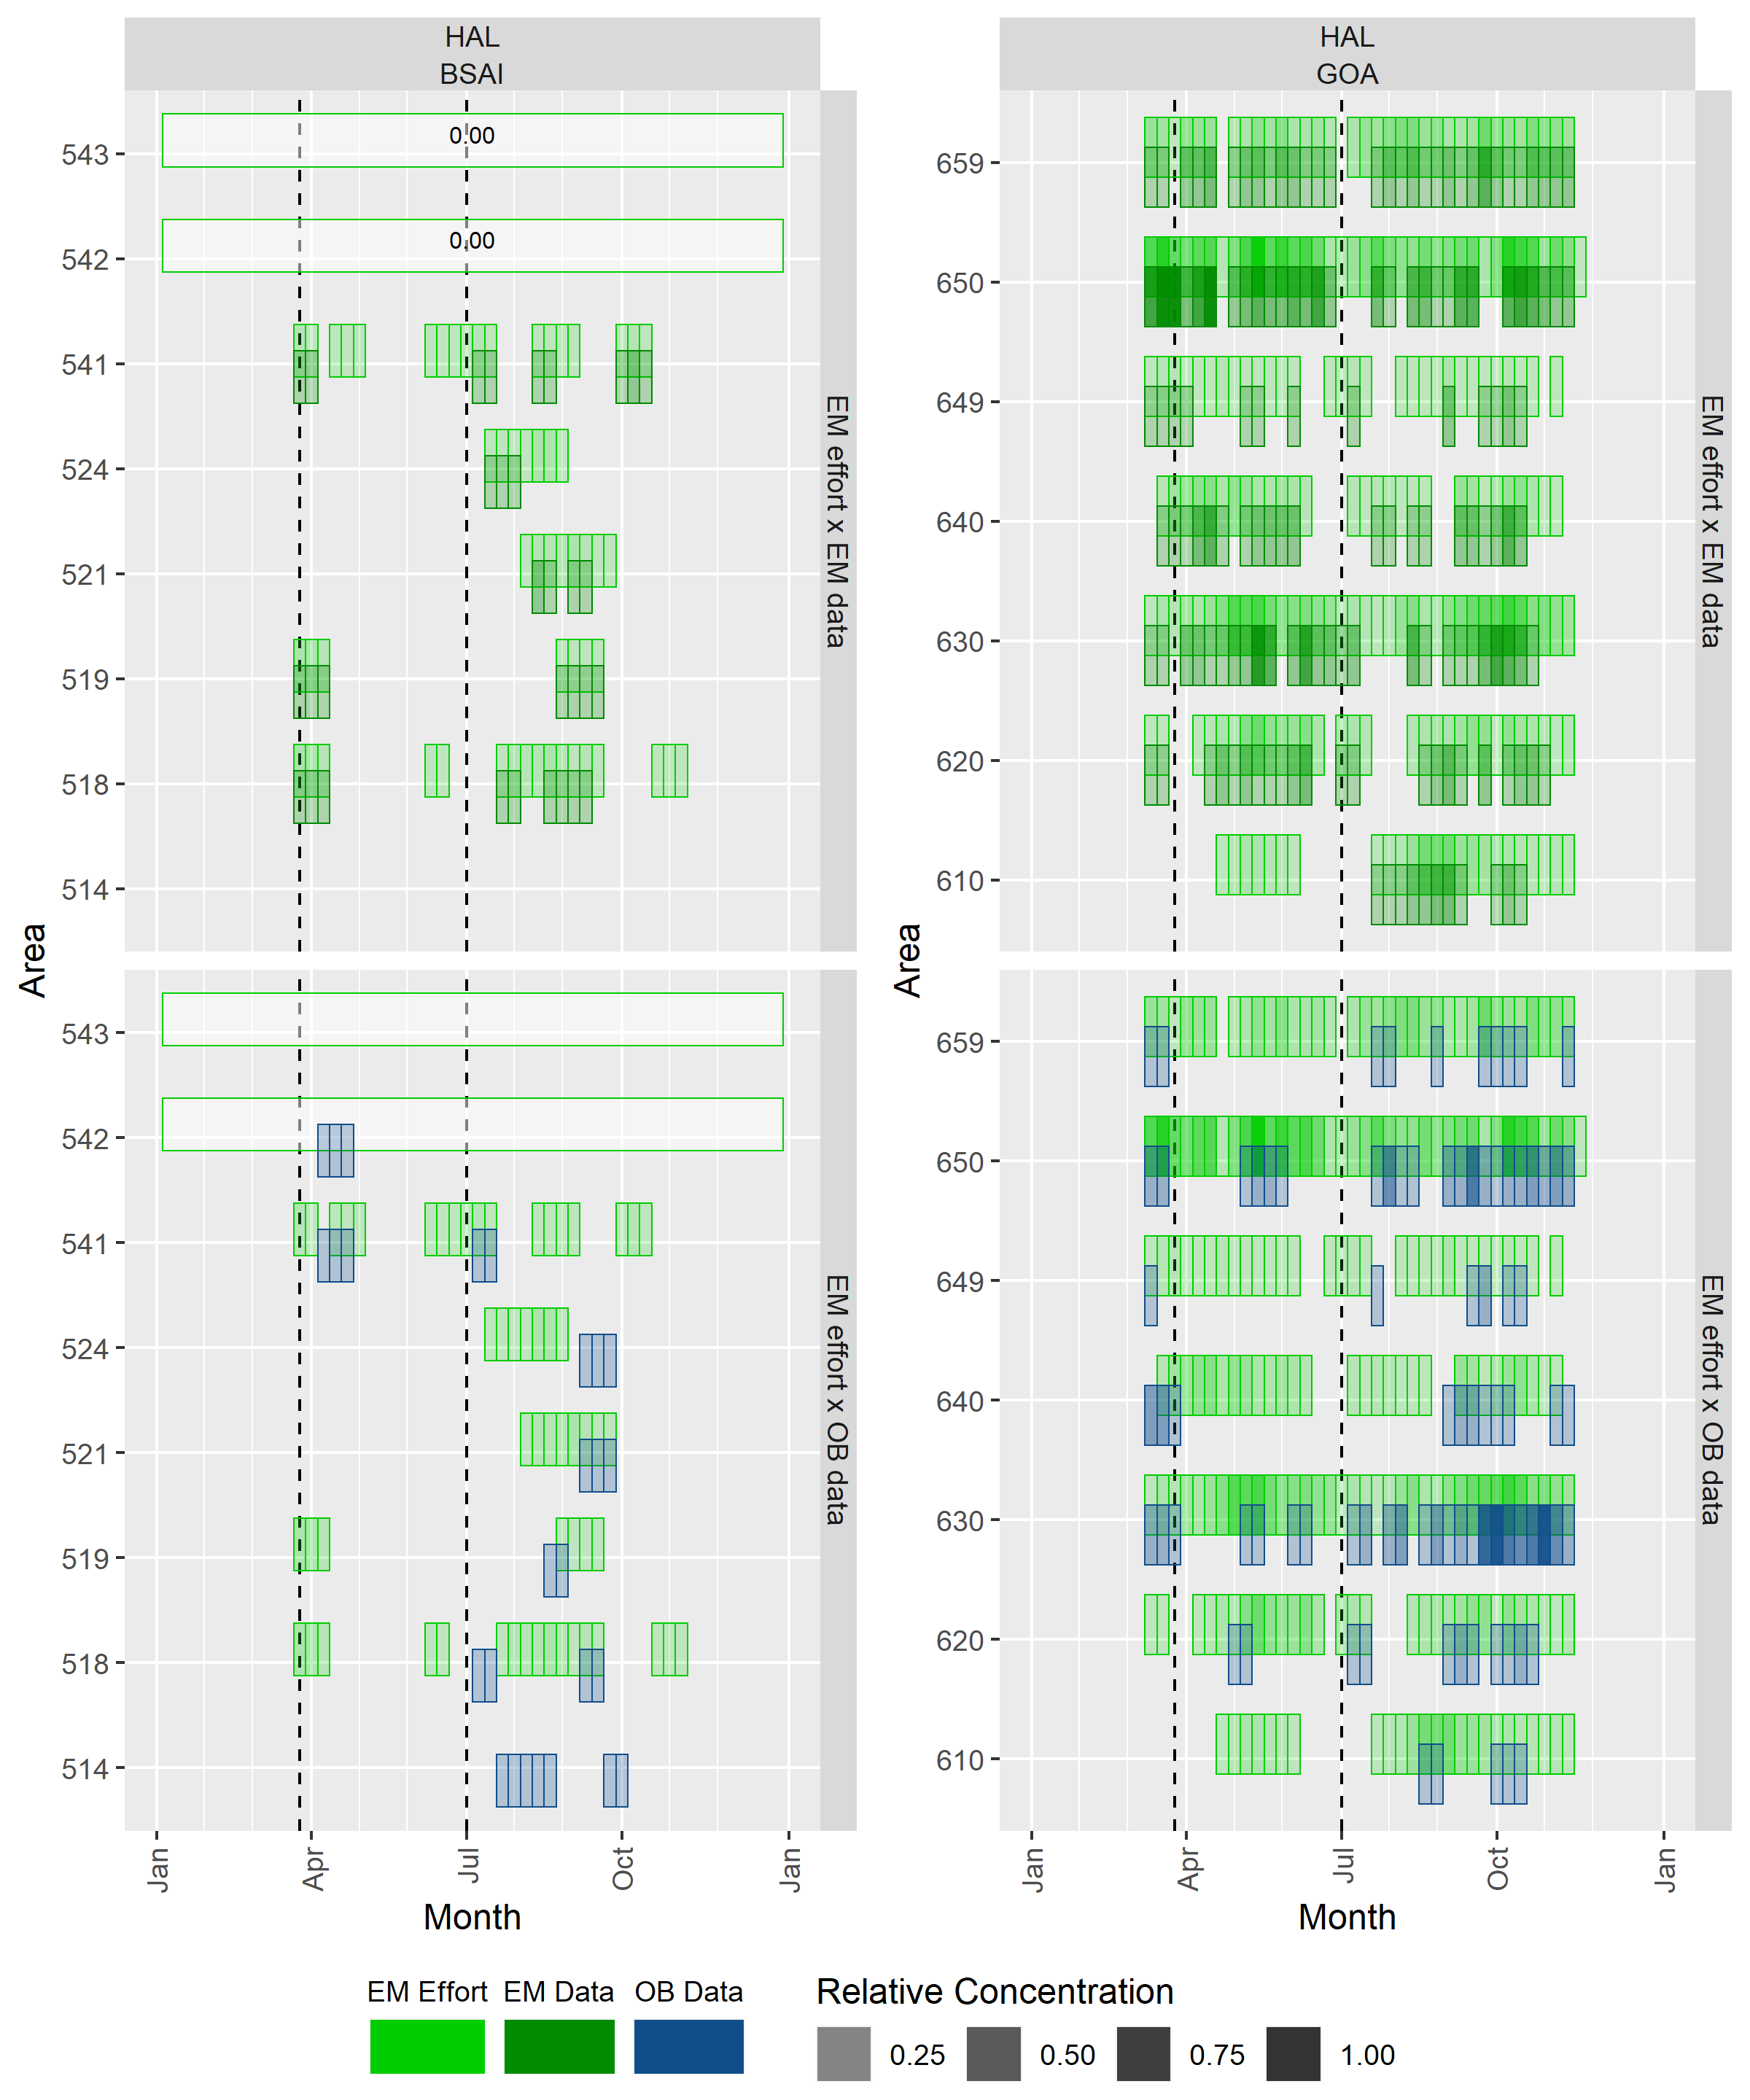 HAL
BSAI
HAL
GOA
Area
543
542
541
524
521
519
518
514
0.00
0.00
EM effort x EM data
543
542
541
524
521
519
518
514
EM effort x OB data
Jan
Apr
Jul
Oct
Jan
Month
Area
659
650
649
640
630
620
610
EM effort x EM data
659
650
649
640
630
620
610
EM effort x OB data
Jan
Apr
Jul
Oct
Jan
Month
EM Effort EM Data OB Data
Relative Concentration
0.25 0.50 0.75 1.00